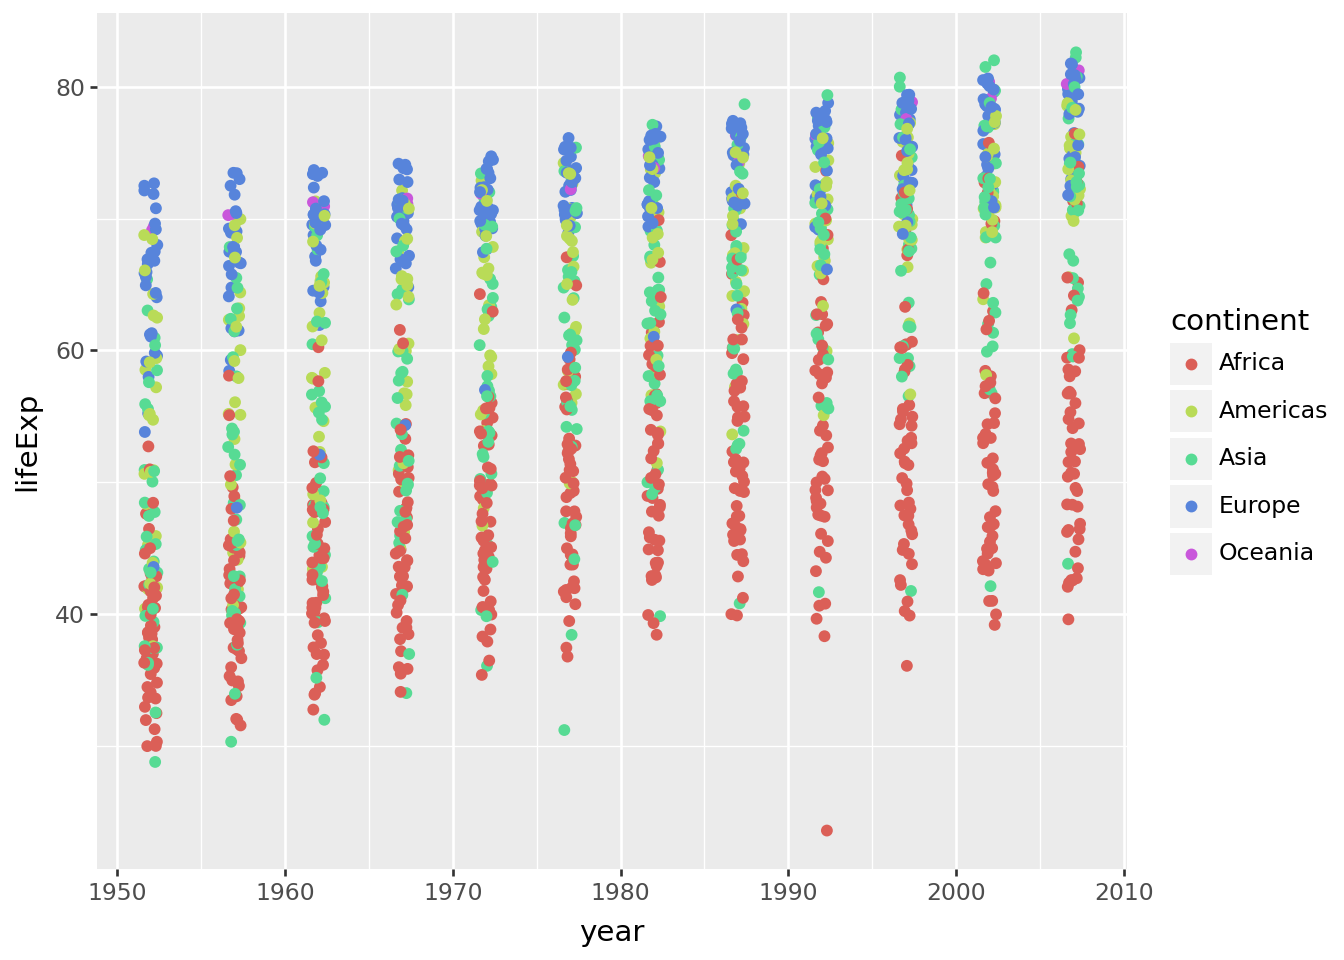 80
60
40
lifeExp
1950 1960 1970 1980 1990 2000 2010
year
continent
Africa
Americas
Asia
Europe
Oceania